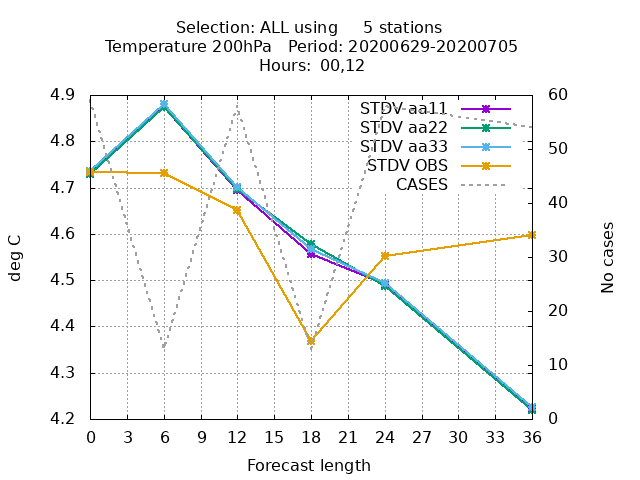 Selection: ALL using     5 stations
Temperature 200hPa   Period: 20200629-20200705
Hours:  00,12
STDV aa11
STDV aa22
STDV aa33
STDV OBS
CASES
4.9
4.8
4.7
4.6
4.5
4.4
4.3
4.2
60
50
40
30
20
10
0
deg C
No cases
0 3 6 9 12 15 18 21 24 27 30 33 36
Forecast length